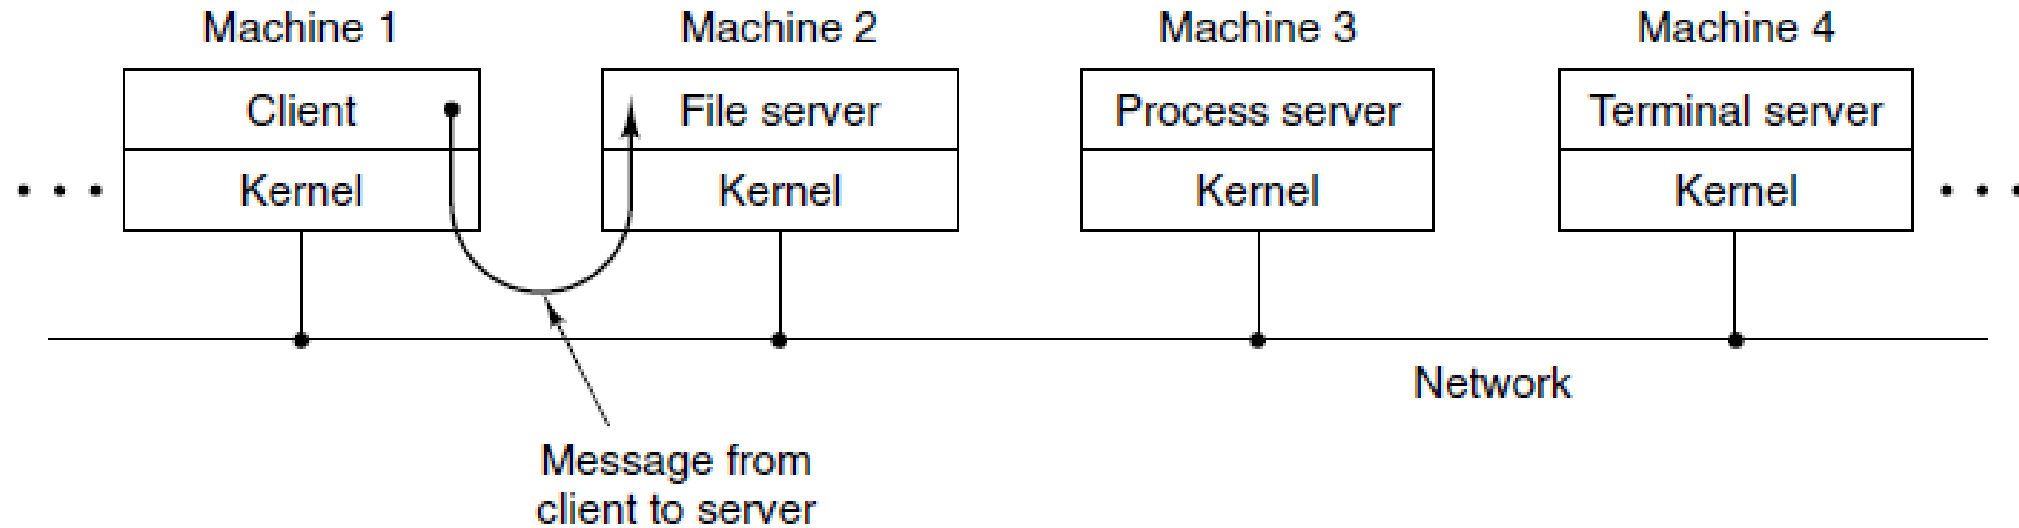 Machine 1
Machine 2
Machine 3
Machine 4
Client
File server
Process server
Terminal server
Kernel
Kernel
Kernel
Kernel
Network
Message from
client to server